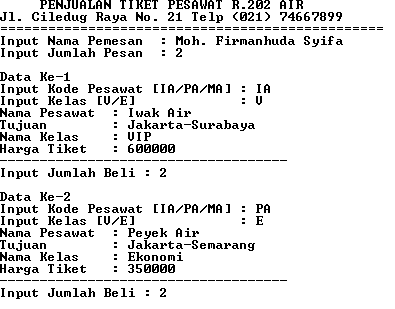 PENJUALAN TIKET PESAWAT R.202 AIR
Jl. Ciledug Raya No. 21 Telp (021) 74667899
================================================
Input Nama Pemesan  : Moh. Firmanhuda Syifa
Input Jumlah Pesan  : 2
Data Ke-1
Input Kode Pesawat [IA/PA/MA] : IA
Input Kelas [V/E]             : V
Nama Pesawat  : Iwak Air
Tujuan        : Jakarta-Surabaya
Nama Kelas    : VIP
Harga Tiket   : 600000
------------------------------------
Input Jumlah Beli : 2
Data Ke-2
Input Kode Pesawat [IA/PA/MA] : PA
Input Kelas [V/E]             : E
Nama Pesawat  : Peyek Air
Tujuan        : Jakarta-Semarang
Nama Kelas    : Ekonomi
Harga Tiket   : 350000
------------------------------------
Input Jumlah Beli : 2